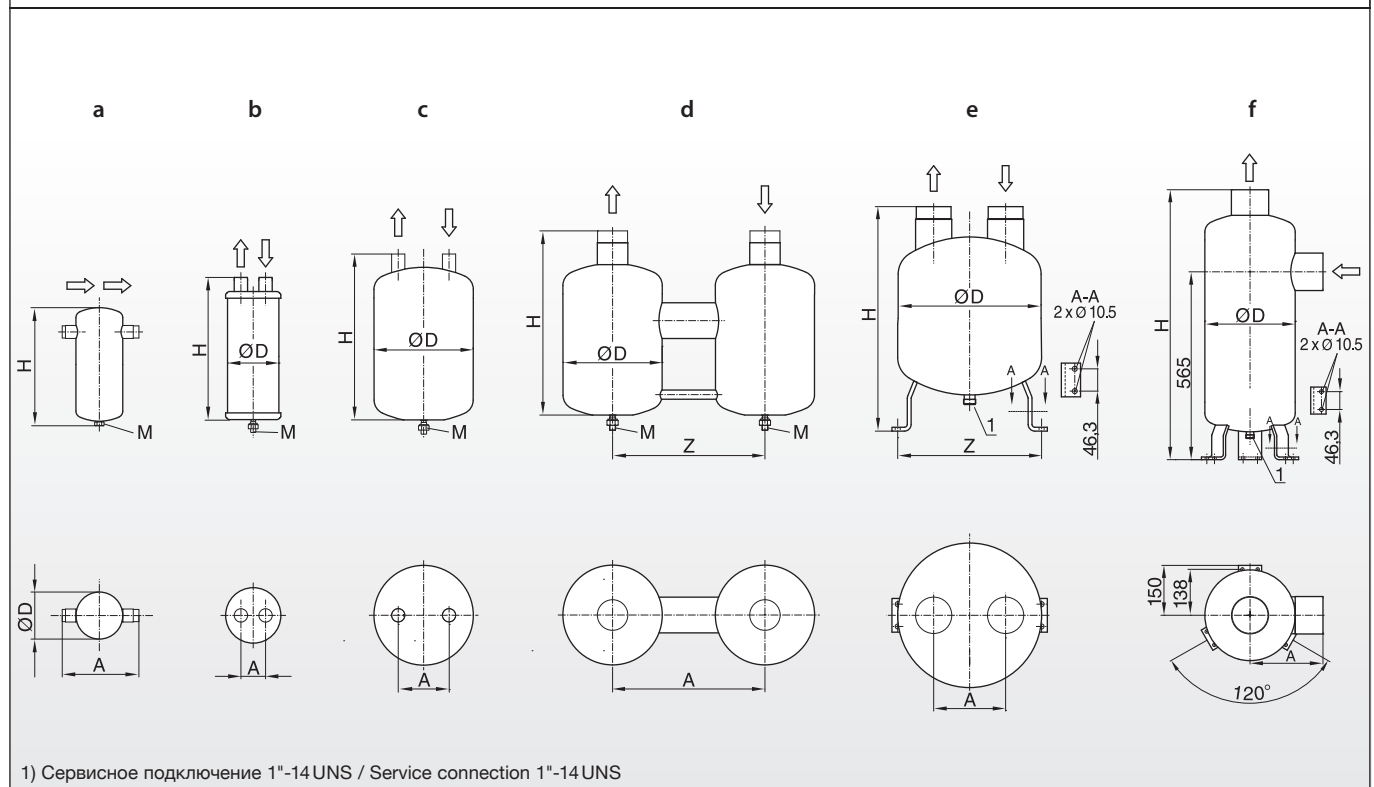 a b c d e f
H
M
H
ØD
M
H
ØD
M
H
ØD
M
M
Z
H
ØD
A-A
2 x Ø 10.5
A A
46,3
1
Z
H
565
ØD
A-A
2 x Ø 10.5
A A
46,3
1
ØD
A
A
A
A
A
150
138
A
120°
1) Сервисное подключение 1"-14 UNS / Service connection 1"-14 UNS